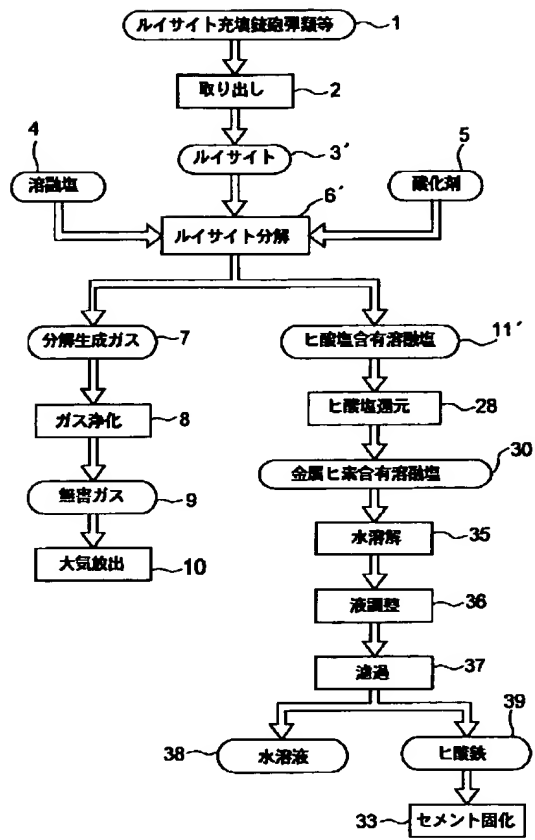 ルイサイト充填銃砲弾類等
1
取り出し
2
ルイサイト
3´
4
溶融塩
5
酸化剤
6´
ルイサイト分解
分解生成ガス
7
ヒ酸塩含有溶融塩
11´
ガス浄化
8
ヒ酸塩還元
28
無害ガス
9
金属ヒ素含有溶融塩
30
大気放出
10
水溶解
35
液調整
36
濾過
37
38
水溶液
39
ヒ酸鉄
33
セメント固化